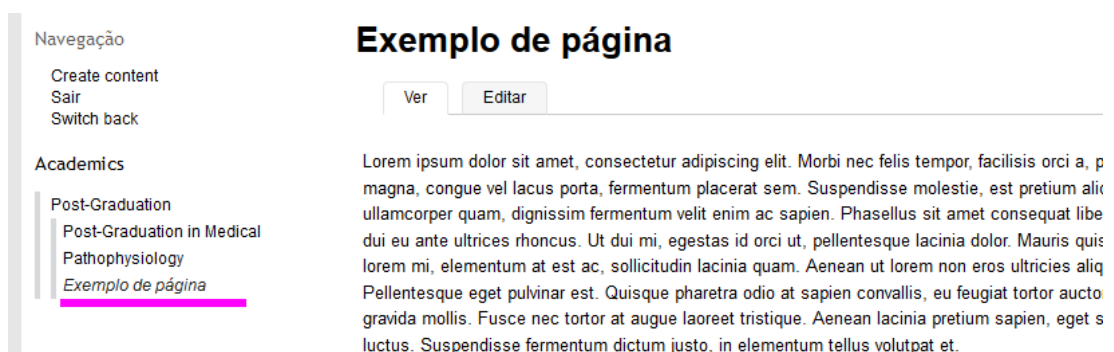 Navegação
Create content
Sair
Switch back
Academics
Post-Graduation
Post-Graduation in Medical
Pathophysiology
Exemplo de página
Exemplo de página
Ver Editar
Lorem ipsum dolor sit amet, consectetur adipiscing elit. Morbi nec felis tempor, facilisis orci a, p
magna, congue vel lacus porta, fermentum placerat sem. Suspendisse molestie, est pretium alic
ullamcorper quam, dignissim fermentum velit enim ac sapien. Phasellus sit amet consequat libe
dui eu ante ultrices rhoncus. Ut dui mi, egestas id orci ut, pellentesque lacinia dolor. Mauris quis
lorem mi, elementum at est ac, sollicitudin lacinia quam. Aenean ut lorem non eros ultricies aliq
Pellentesque eget pulvinar est. Quisque pharetra odio at sapien convallis, eu feugiat tortor auctor
gravida mollis. Fusce nec tortor at augue laoreet tristique. Aenean lacinia pretium sapien, eget s
luctus. Suspendisse fermentum dictum justo, in elementum tellus volutpat et.